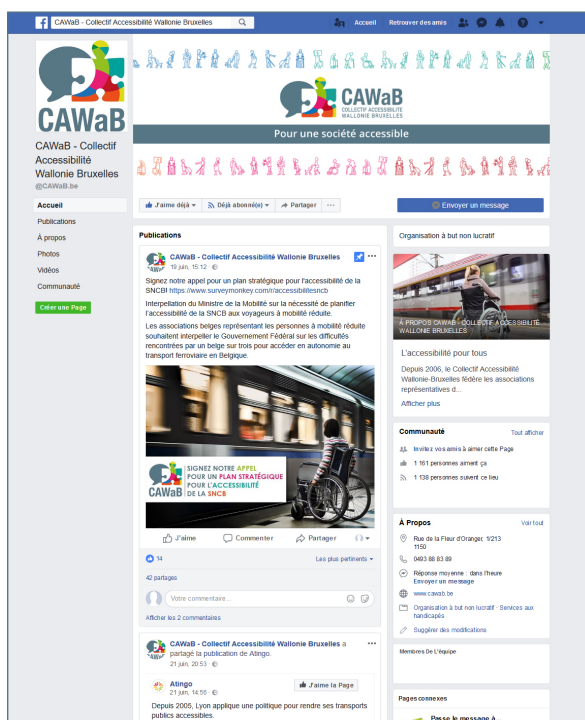 CAWaB - Collectif Accessibilité Wallonie Bruxelles
Accueil
Retrouver des amis
CAWaB
CAWaB - Collectif
Accessibilité
Wallonie Bruxelles
@CAWaB.be
Accueil
Publications
À propos
Photos
Vidéos
Communauté
Créer une Page
CAWaB
COLLECTIF ACCESSIBILITÉ
WALLONIE BRUXELLES
Pour une société accessible
J'aime déjà
Déjà abonné(e)
Partager
Envoyer un message
Publications
CAWaB - Collectif Accessibilité Wallonie Bruxelles
19 juin, 15:12
Signez notre appel pour un plan stratégique pour l'accessibilité de la
SNCB! https://www.surveymonkey.com/r/accessibilitesncb
Interpellation du Ministre de la Mobilité sur la nécessité de planifier
l'accessibilité de la SNCB aux voyageurs à mobilité réduite.
Les associations belges représentant les personnes à mobilité réduite
souhaitent interpeller le Gouvernement Fédéral sur les difficultés
rencontrées par un belge sur trois pour accéder en autonomie au
transport ferroviaire en Belgique.
CAWaB
SIGNEZ NOTRE APPEL
POUR UN PLAN STRATÉGIQUE
POUR L'ACCESSIBILITÉ
DE LA SNCB
J'aime
Commenter
Partager
14
Les plus pertinents
42 partages
Votre commentaire...
Afficher les 2 commentaires
CAWaB - Collectif Accessibilité Wallonie Bruxelles a
partagé la publication de Atingo.
21 juin, 20:53
Atingo
21 juin, 14:56
J'aime la Page
Depuis 2005, Lyon applique une politique pour rendre ses transports
publics accessibles.
Organisation à but non lucratif
À PROPOS CAWAB - COLLECTIF ACCESSIBILITÉ
WALLONIE BRUXELLES
L'accessibilité pour tous
Depuis 2006, le Collectif Accessibilité
Wallonie-Bruxelles fédère les associations
représentatives d...
Afficher plus
Communauté
Tout afficher
Invitez vos amis à aimer cette Page
1 161 personnes aiment ça
1 138 personnes suivent ce lieu
À Propos
Voir tout
Rue de la Fleur d'Oranger, 1/213
1150
0493 88 83 89
Réponse moyenne : dans l'heure
Envoyer un message
www.cawab.be
Organisation à but non lucratif · Services aux
handicapés
Suggérer des modifications
Membres De L'équipe
Pages connexes
Passe le message à...